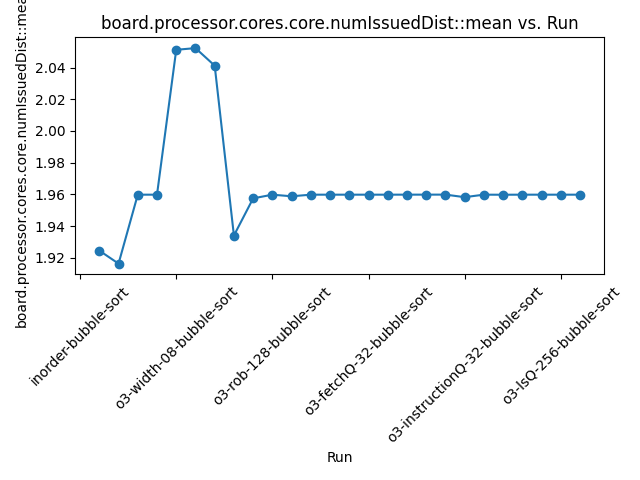 board.processor.cores.core.numIssuedDist::mean vs. Run
board.processor.cores.core.numIssuedDist::mea
2.04
2.02
2.00
1.98
1.96
1.94
1.92
inorder-bubble-sort
o3-width-08-bubble-sort
o3-rob-128-bubble-sort
o3-fetchQ-32-bubble-sort
o3-instructionQ-32-bubble-sort
o3-lsQ-256-bubble-sort
Run